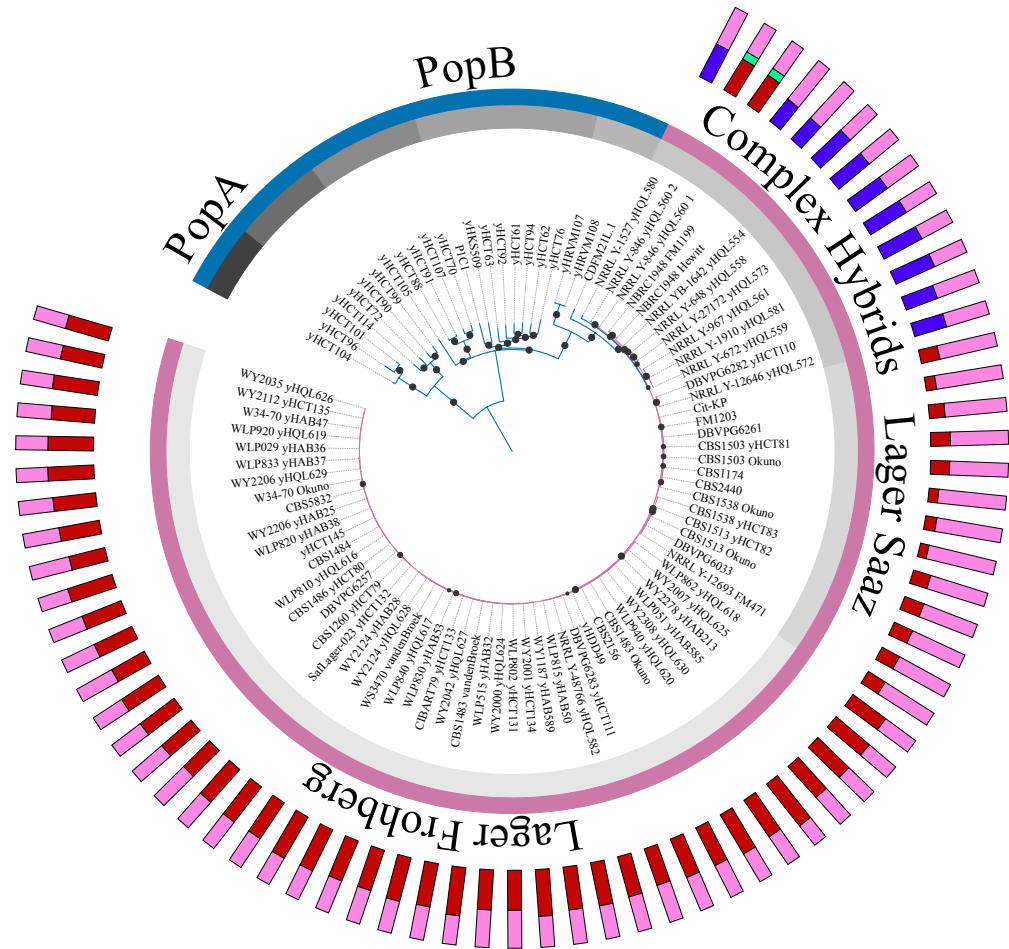 PopA
PopB
Complex Hybrids
Lager Saaz
Lager Frohberg
yHCT104
yHCT96
yHCT101
yHCT114
yHCT72
yHCT90
yHCT99
yHCT105
yHCT88
yHCT91
yHCT107
yHCT70
P1C1
yHKS509
yHCT63
yHCT92
yHCT61
yHCT94
yHCT62
yHCT76
yHRVM107
yHRVM108
CDFM21L.1
NRRL Y-1527 yHQL580
NRRL Y-846 yHQL560 2
NRRL Y-846 yHQL560 1
NBRC1948 FM1199
NBRC1948 Hewitt
NRRL YB-1642 yHQL554
NRRL Y-648 yHQL558
NRRL Y-27172 yHQL573
NRRL Y-967 yHQL561
NRRL Y-1910 yHQL581
NRRL Y-672 yHQL559
DBVPG6282 yHCT110
NRRL Y-12646 yHQL572
Cit-KP
FM1203
DBVPG6261
CBS1503 yHCT81
CBS1503 Okuno
CBS1174
CBS2440
CBS1538 Okuno
CBS1538 yHCT83
CBS1513 yHCT82
CBS1513 Okuno
DBVPG6033
NRRL Y-12693 FM471
WLP862 yHQL618
WY2007 yHQL625
WY2278 yHAB213
WLP051 yHAB585
WY2308 yHQL630
WLP940 yHQL620
CBS1483 Okuno
CBS2156
yHDD49
DBVPG6283 yHCT111
NRRL Y-48766 yHQL582
WLP815 yHAB50
WY1187 yHAB589
WY2001 yHCT134
WLP802 yHCT131
WY2000 yHQL624
WLP515 yHAB32
CBS1483 vandenBroek
WY2042 yHQL627
CIBART79 yHCT133
WLP830 yHAB53
WLP840 yHQL617
WS3470 vandenBroek
WY2124 yHQL628
WY2124 yHAB28
SafLager-023 yHCT132
CBS1260 yHCT79
DBVPG6257
CBS1486 yHCT80
WLP810 yHQL616
CBS1484
yHCT145
WLP820 yHAB38
WY2206 yHAB25
CBS5832
W34-70 Okuno
WY2206 yHQL629
WLP833 yHAB37
WLP029 yHAB36
WLP920 yHQL619
W34-70 yHAB47
WY2112 yHCT135
WY2035 yHQL626